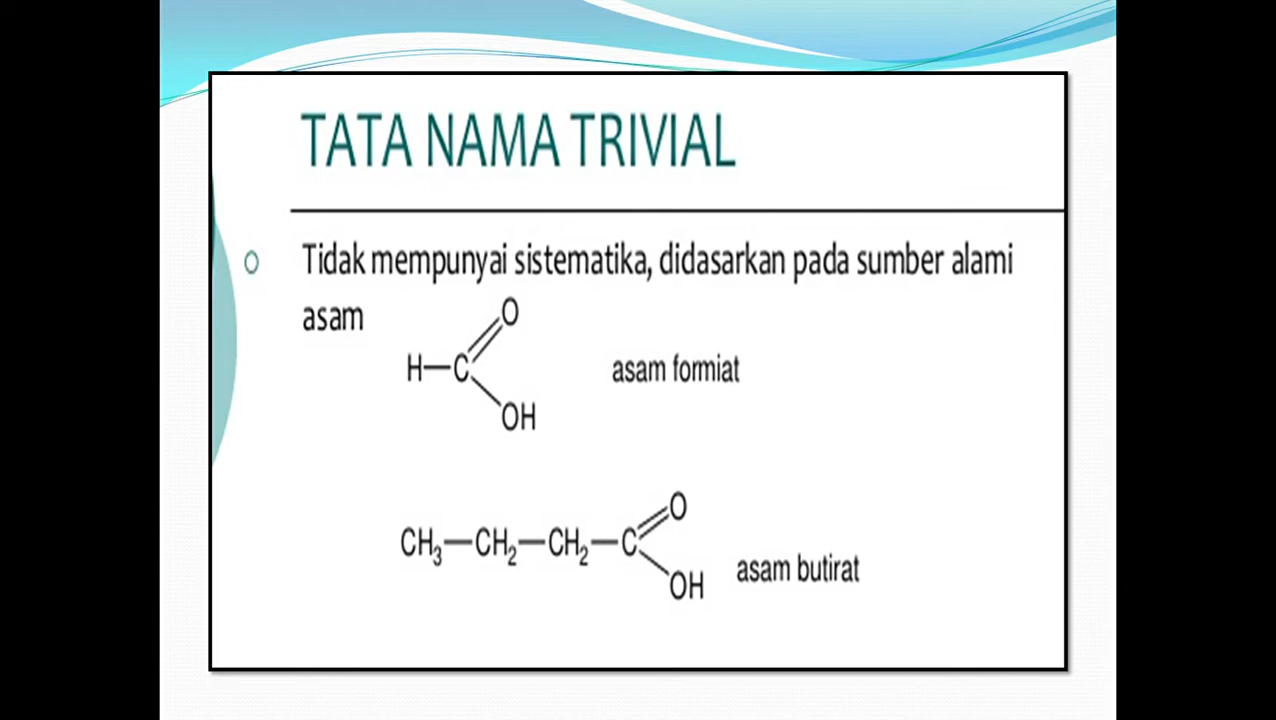 TATA NAMA TRIVIAL
Tidak mempunyai sistematika, didasarkan pada sumber alami
asam
O
H—C
OH
asam formiat
O
CH₃—CH₂—CH₂—C
OH
asam butirat